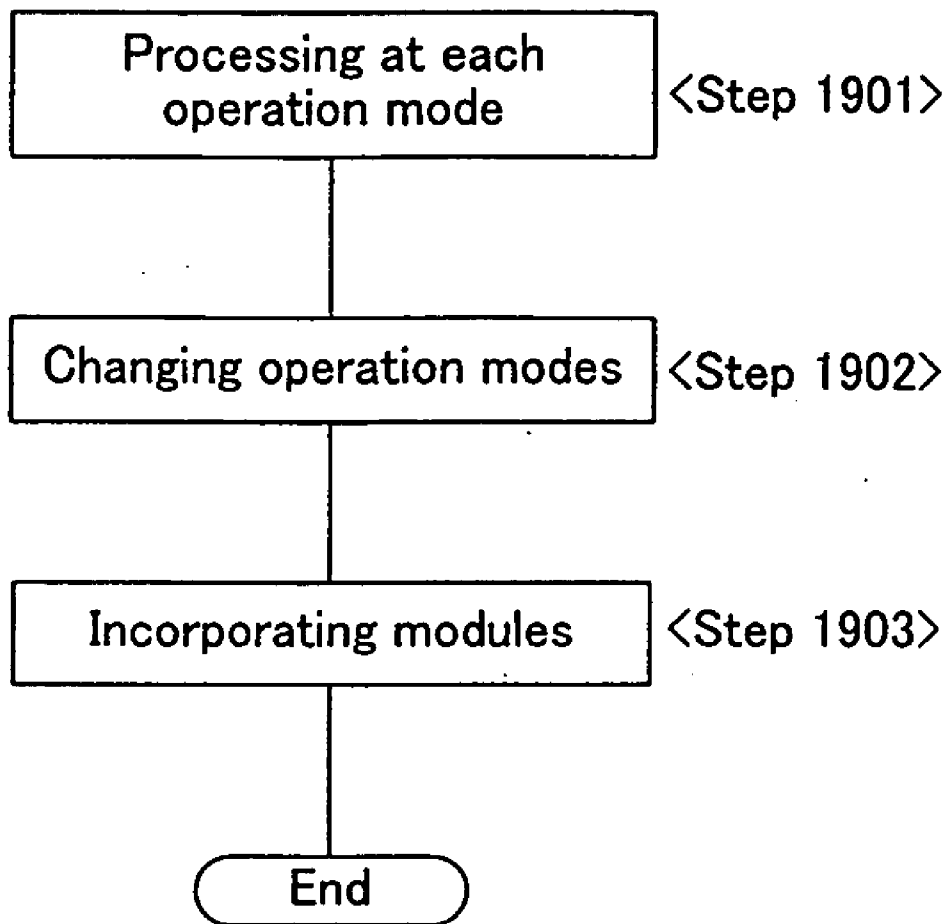 Processing at each
operation mode
<Step 1901>
Changing operation modes
<Step 1902>
Incorporating modules
<Step 1903>
End